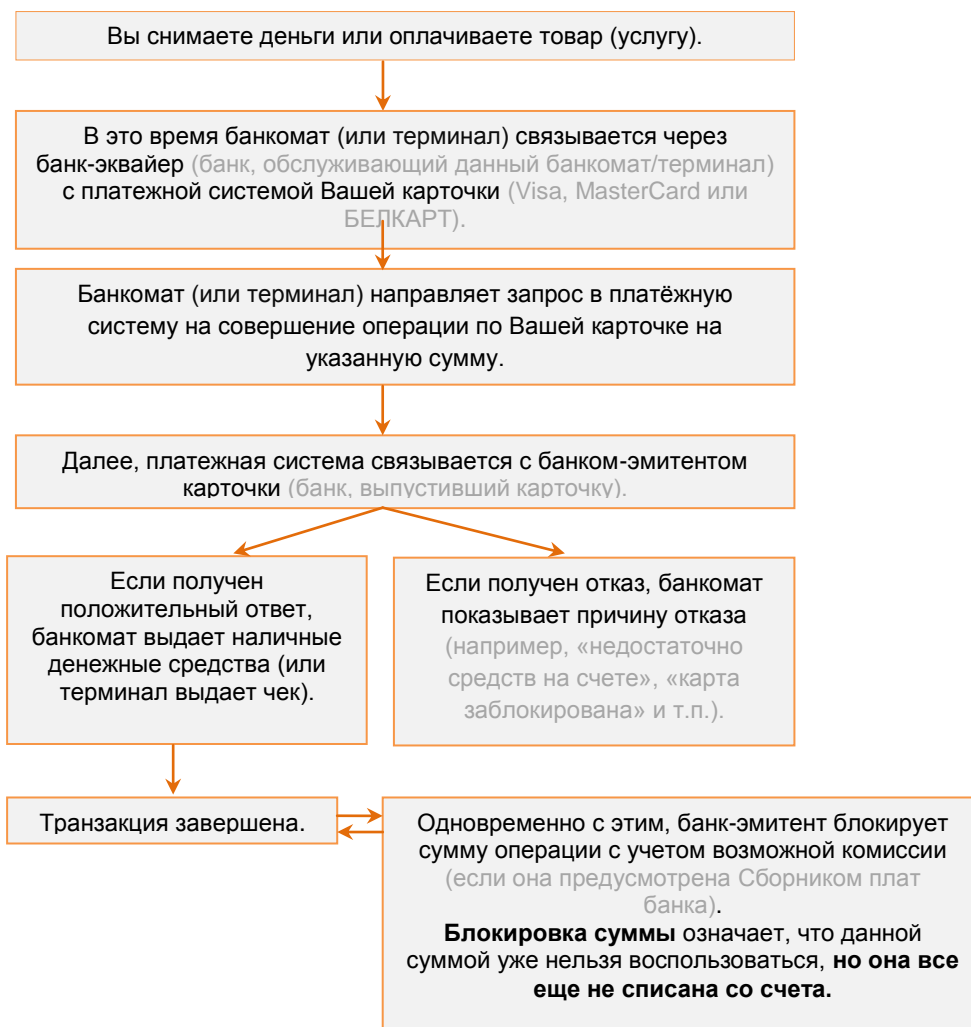 Вы снимаете деньги или оплачиваете товар (услугу).
В это время банкомат (или терминал) связывается через
банк-эквайер (банк, обслуживающий данный банкомат/терминал)
с платежной системой Вашей карточки (Visa, MasterCard или
БЕЛКАРТ).
Банкомат (или терминал) направляет запрос в платёжную
систему на совершение операции по Вашей карточке на
указанную сумму.
Далее, платежная система связывается с банком-эмитентом
карточки (банк, выпустивший карточку).
Если получен
положительный ответ,
банкомат выдает наличные
денежные средства (или
терминал выдает чек).
Если получен отказ, банкомат
показывает причину отказа
(например, «недостаточно
средств на счете», «карта
заблокирована» и т.п.).
Транзакция завершена.
Одновременно с этим, банк-эмитент блокирует
сумму операции с учетом возможной комиссии
(если она предусмотрена Сборником плат
банка).
Блокировка суммы означает, что данной
суммой уже нельзя воспользоваться, но она все
еще не списана со счета.